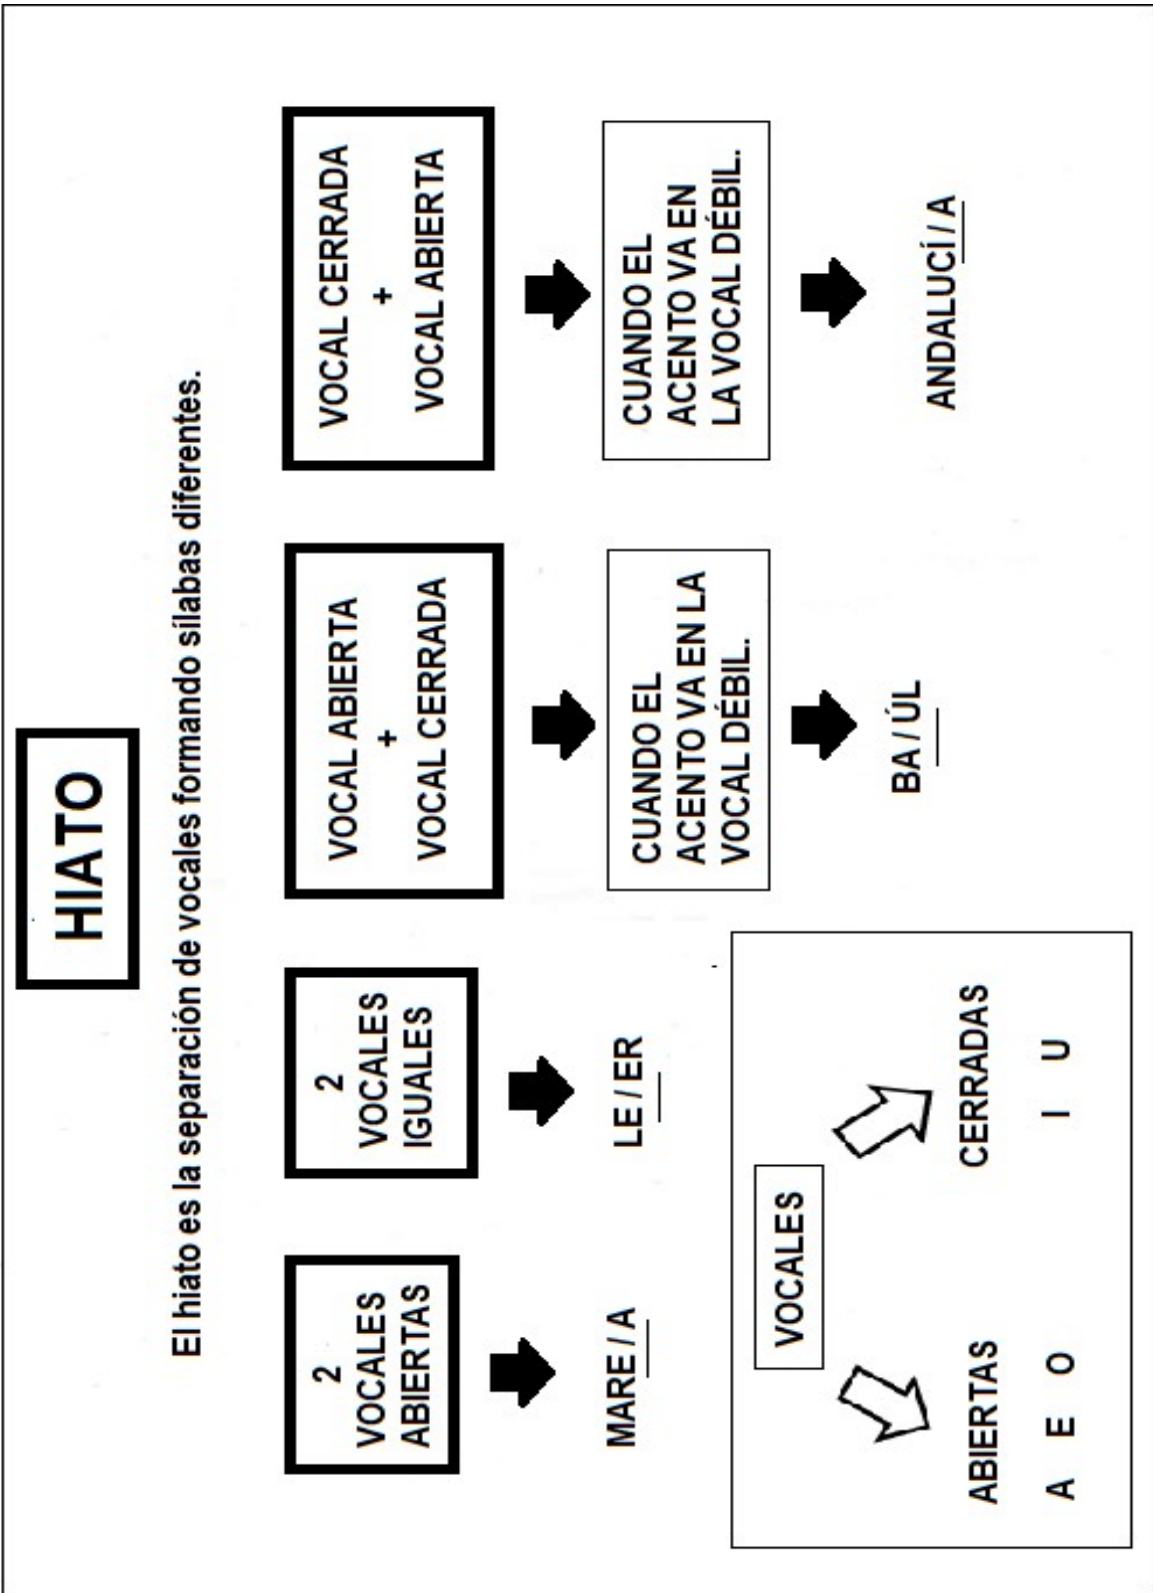 HIATO
El hiato es la separación de vocales formando sílabas diferentes.
2
VOCALES
ABIERTAS
MARE / A
2
VOCALES
IGUALES
LE / ER
VOCAL ABIERTA
+
VOCAL CERRADA
CUANDO EL
ACENTO VA EN LA
VOCAL DÉBIL.
BA / ÚL
VOCAL CERRADA
+
VOCAL ABIERTA
CUANDO EL
ACENTO VA EN
LA VOCAL DÉBIL.
ANDALUCÍ / A
VOCALES
ABIERTAS
A E O
CERRADAS
I U